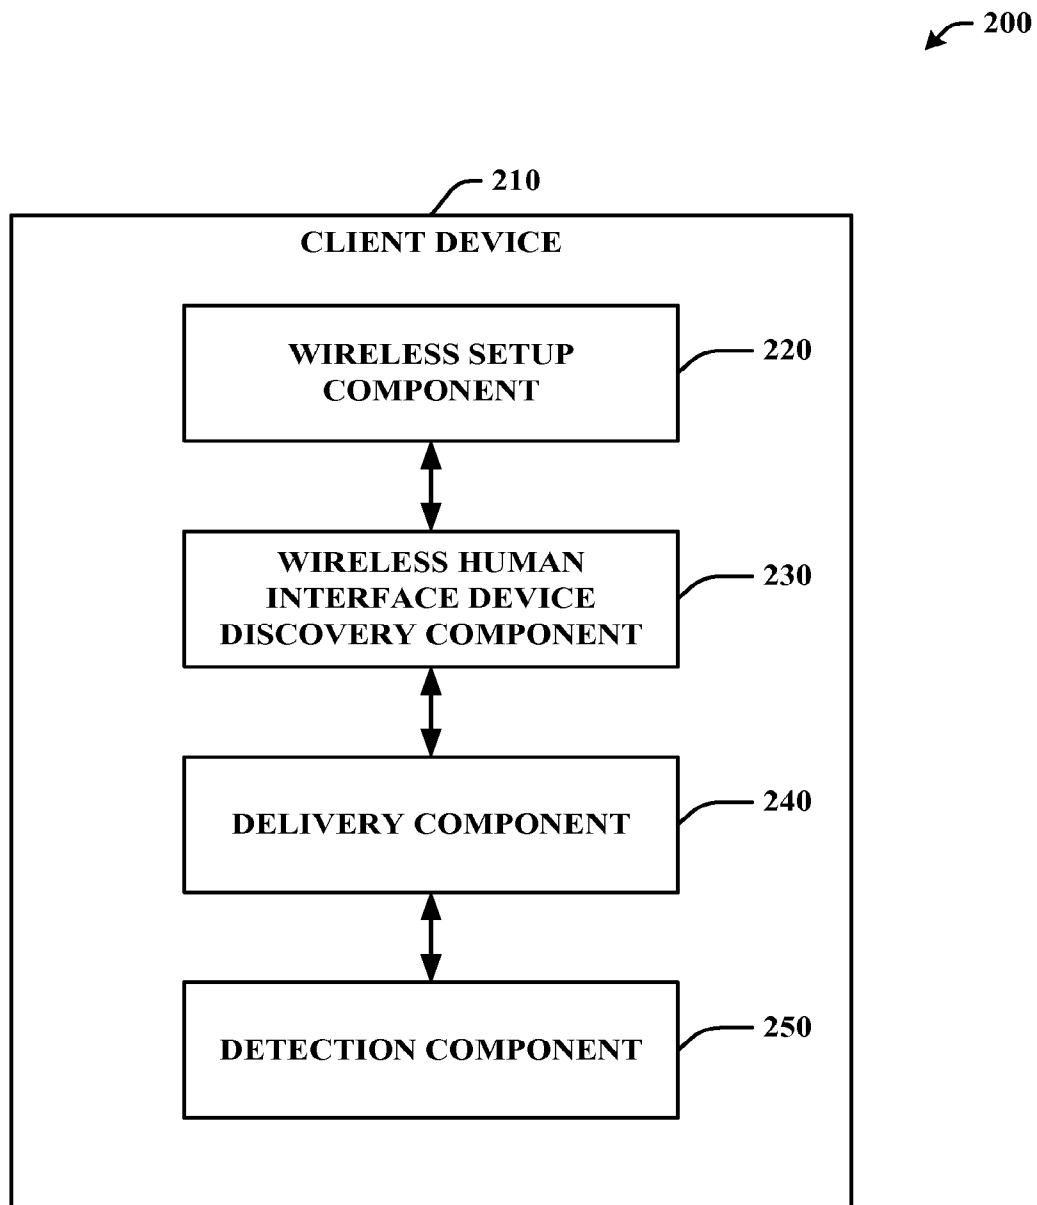 200
210
CLIENT DEVICE
WIRELESS SETUP
COMPONENT
220
WIRELESS HUMAN
INTERFACE DEVICE
DISCOVERY COMPONENT
230
DELIVERY COMPONENT
240
DETECTION COMPONENT
250